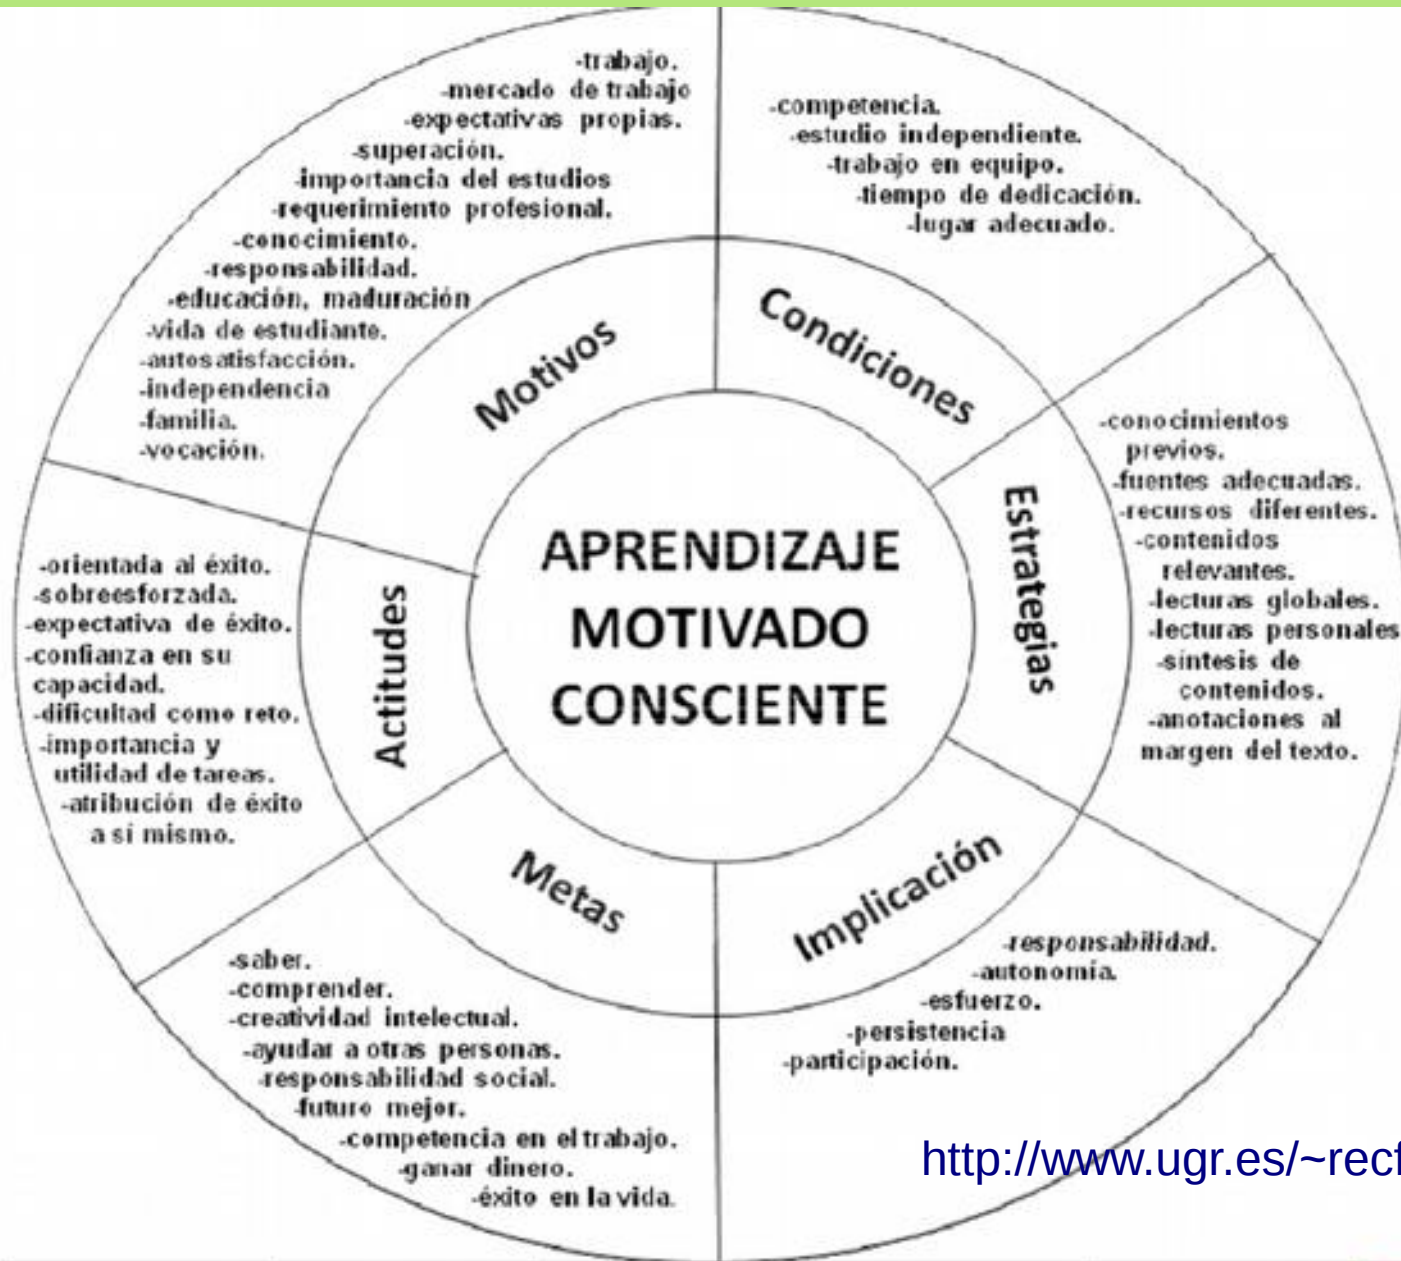 -trabajo.
-mercado de trabajo
-expectativas propias.
-superación.
-importancia del estudios
-requerimiento profesional.
-conocimiento.
-responsabilidad.
-educación, maduración
-vida de estudiante.
-autosatisfacción.
-independencia
-familia.
-vocación.
Motivos
-competencia.
-estudio independiente.
-trabajo en equipo.
-tiempo de dedicación.
-lugar adecuado.
Condiciones
-conocimientos
previos.
-fuentes adecuadas.
-recursos diferentes.
-contenidos
relevantes.
-lecturas globales.
-lecturas personales
-síntesis de
contenidos.
-anotaciones al
margen del texto.
Estrategias
APRENDIZAJE
MOTIVADO
CONSCIENTE
-orientada al éxito.
-sobreesforzada.
-expectativa de éxito.
-confianza en su
capacidad.
-dificultad como reto.
-importancia y
utilidad de tareas.
-atribución de éxito
a sí mismo.
Actitudes
Metas
-saber.
-comprender.
-creatividad intelectual.
-ayudar a otras personas.
-responsabilidad social.
-futuro mejor.
-competencia en el trabajo.
-ganar dinero.
-éxito en la vida.
Implicación
-responsabilidad.
-autonomía.
-esfuerzo.
-persistencia
-participación.
http://www.ugr.es/~recf